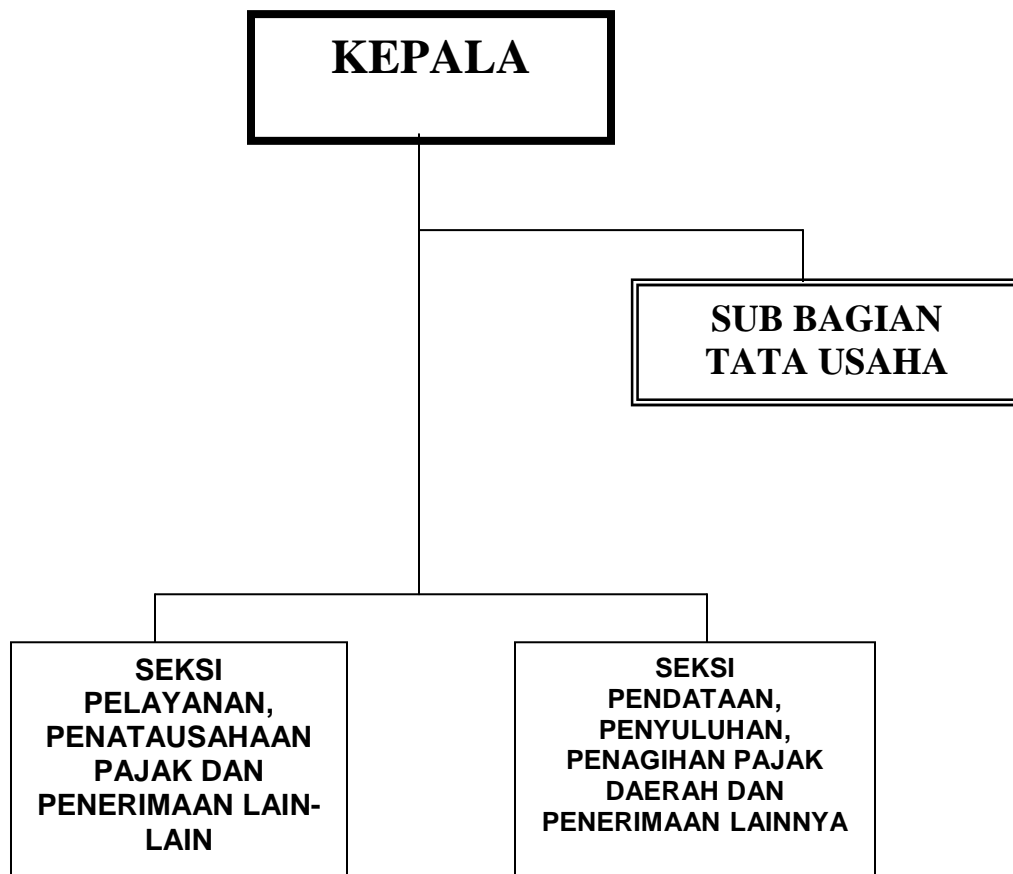 KEPALA
SUB BAGIAN
TATA USAHA
SEKSI
PELAYANAN,
PENATAUSAHAAN
PAJAK DAN
PENERIMAAN LAIN-
LAIN
SEKSI
PENDATAAN,
PENYULUHAN,
PENAGIHAN PAJAK
DAERAH DAN
PENERIMAAN LAINNYA